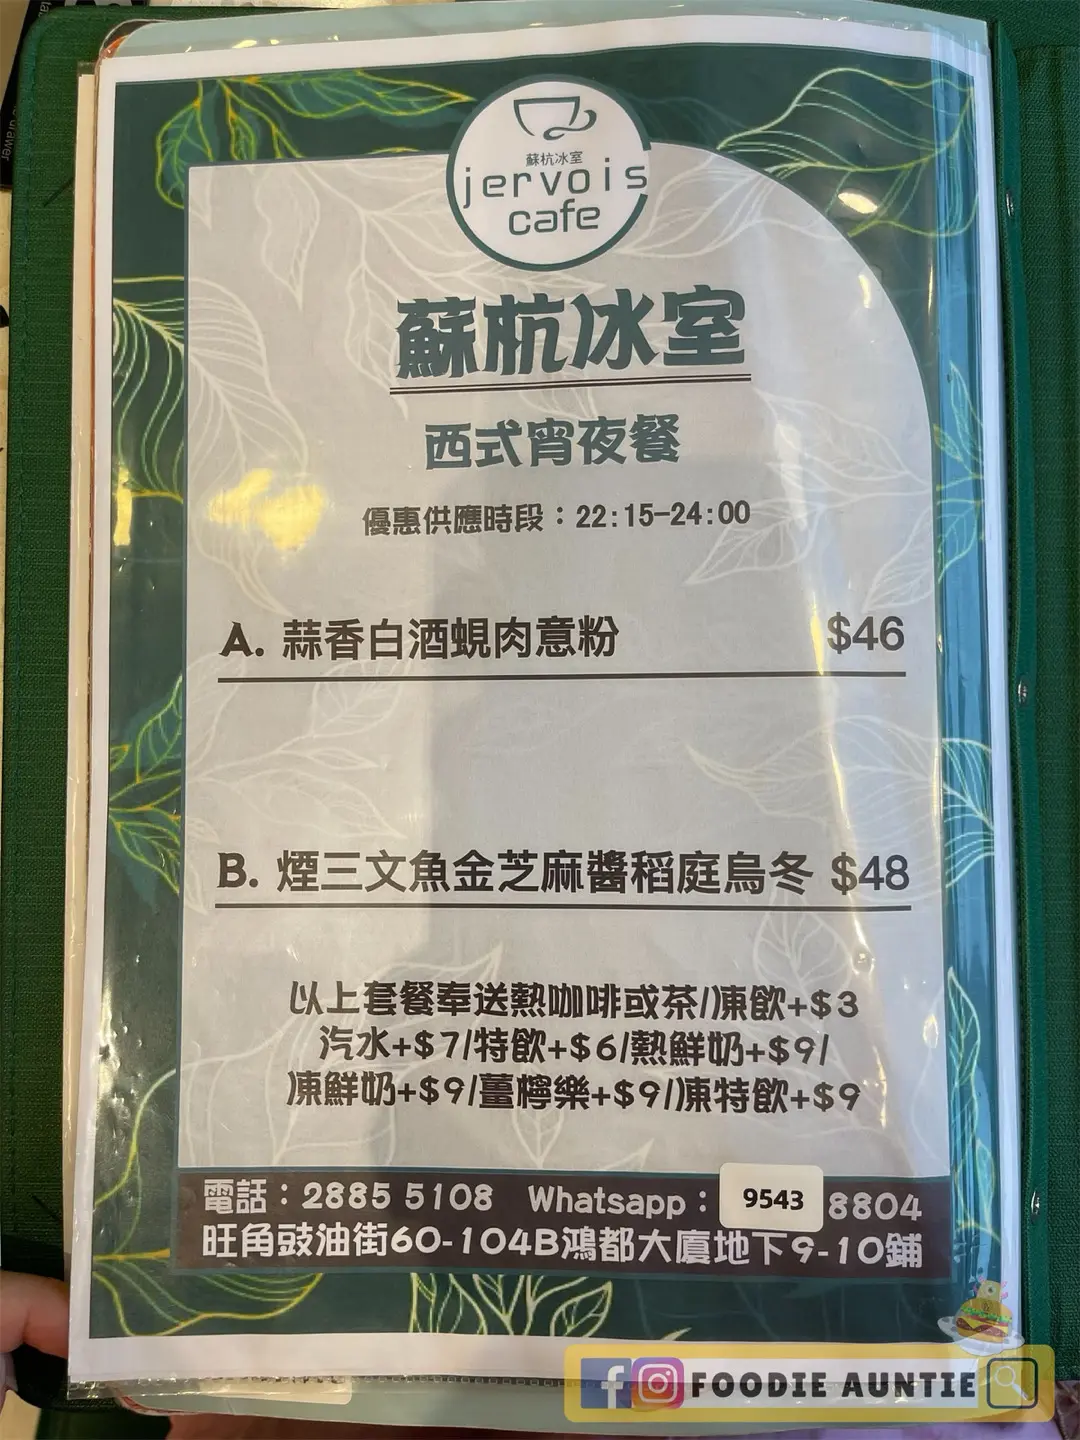 蘇杭冰室
jervois
cafe
蘇杭冰室
西式宵夜餐
優惠供應時段：22:15-24:00
A. 蒜香白酒蜆肉意粉 $46
B. 煙三文魚金芝麻醬稻庭烏冬 $48
以上套餐奉送熱咖啡或茶/凍飲+$3
汽水+$7/特飲+$6/熱鮮奶+$9/
凍鮮奶+$9/薑檸樂+$9/凍特飲+$9
電話：2885 5108 Whatsapp：9543 8804
旺角豉油街60-104B鴻都大廈地下9-10鋪
FOODIE AUNTIE